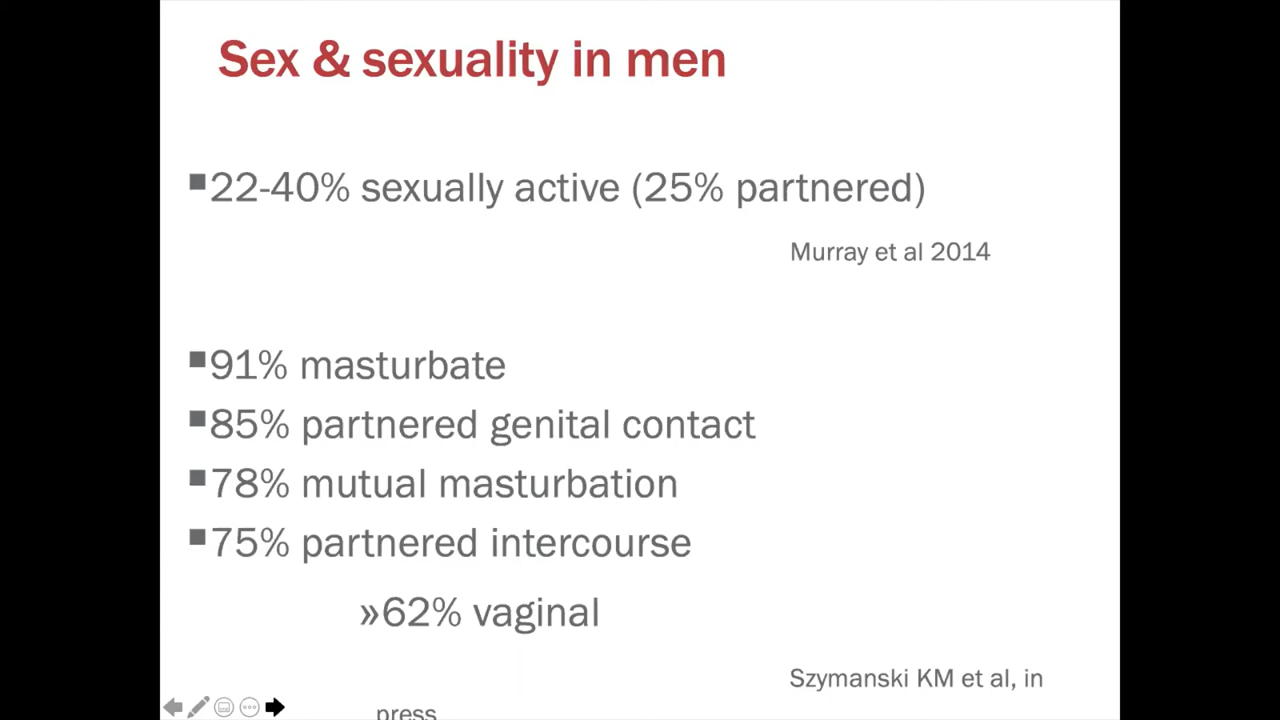 Sex & sexuality in men
▪22-40% sexually active (25% partnered)
Murray et al 2014
▪91% masturbate
▪85% partnered genital contact
▪78% mutual masturbation
▪75% partnered intercourse
»62% vaginal
Szymanski KM et al, in
press